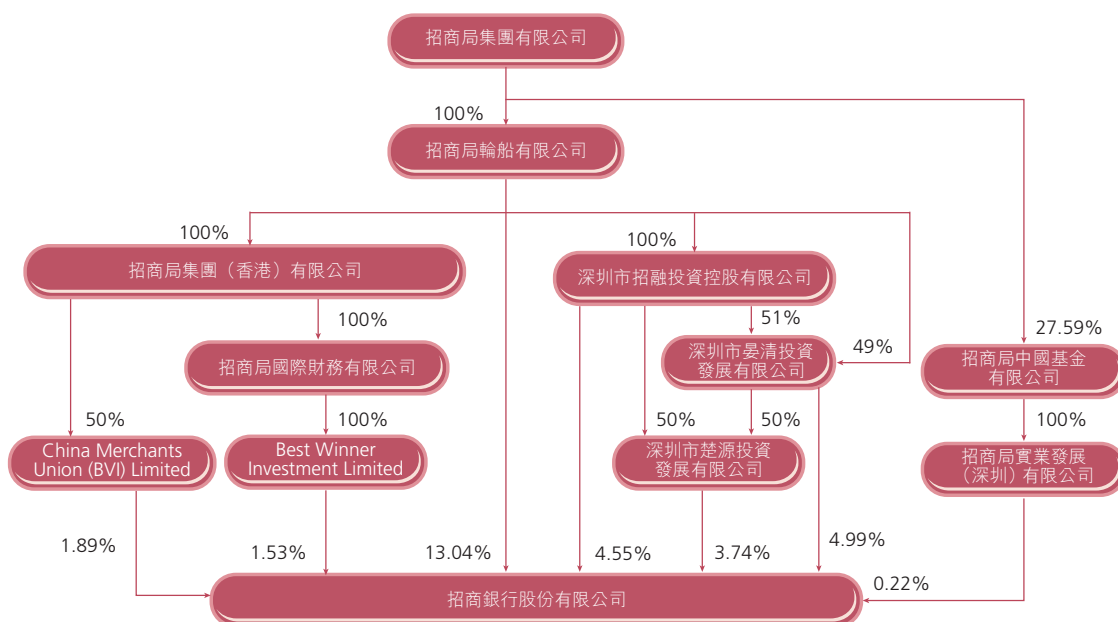 招商局集團有限公司
100%
招商局輪船有限公司
100%
招商局集團（香港）有限公司
100%
深圳市招融投資控股有限公司
100%
招商局國際財務有限公司
51%
深圳市晏清投資
發展有限公司
49%
27.59%
招商局中國基金
有限公司
50%
China Merchants
Union (BVI) Limited
100%
Best Winner
Investment Limited
50%
50%
深圳市楚源投資
發展有限公司
100%
招商局實業發展
（深圳）有限公司
1.89%
1.53%
13.04%
4.55%
3.74%
4.99%
0.22%
招商銀行股份有限公司